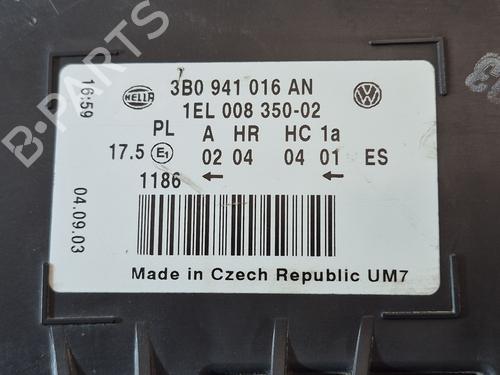 16:59
HELLA
3B0 941 016 AN
1EL 008 350-02
PL A HR HC 1a
17.5 E1 02 04 04 01 ES
1186 ← ←
04.09.03
Made in Czech Republic UM7
B-PARTS